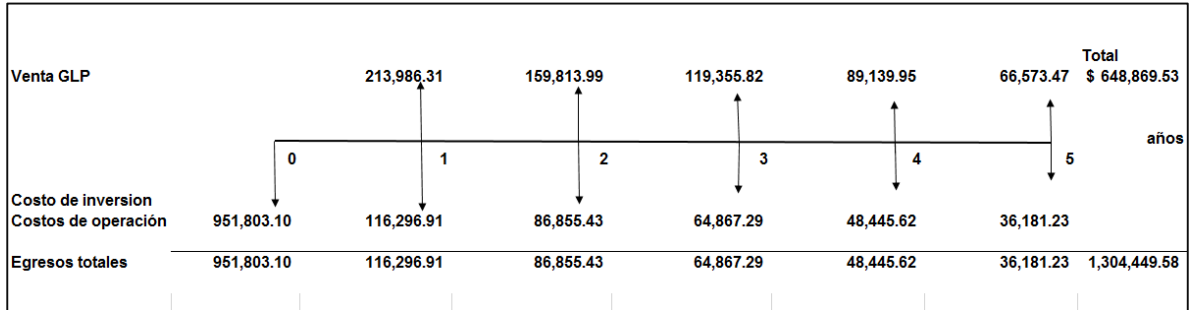 Total
Venta GLP 213,986.31 159,813.99 119,355.82 89,139.95 66,573.47 $ 648,869.53
años
0 1 2 3 4 5
Costo de inversion
Costos de operación 951,803.10 116,296.91 86,855.43 64,867.29 48,445.62 36,181.23
Egresos totales 951,803.10 116,296.91 86,855.43 64,867.29 48,445.62 36,181.23 1,304,449.58